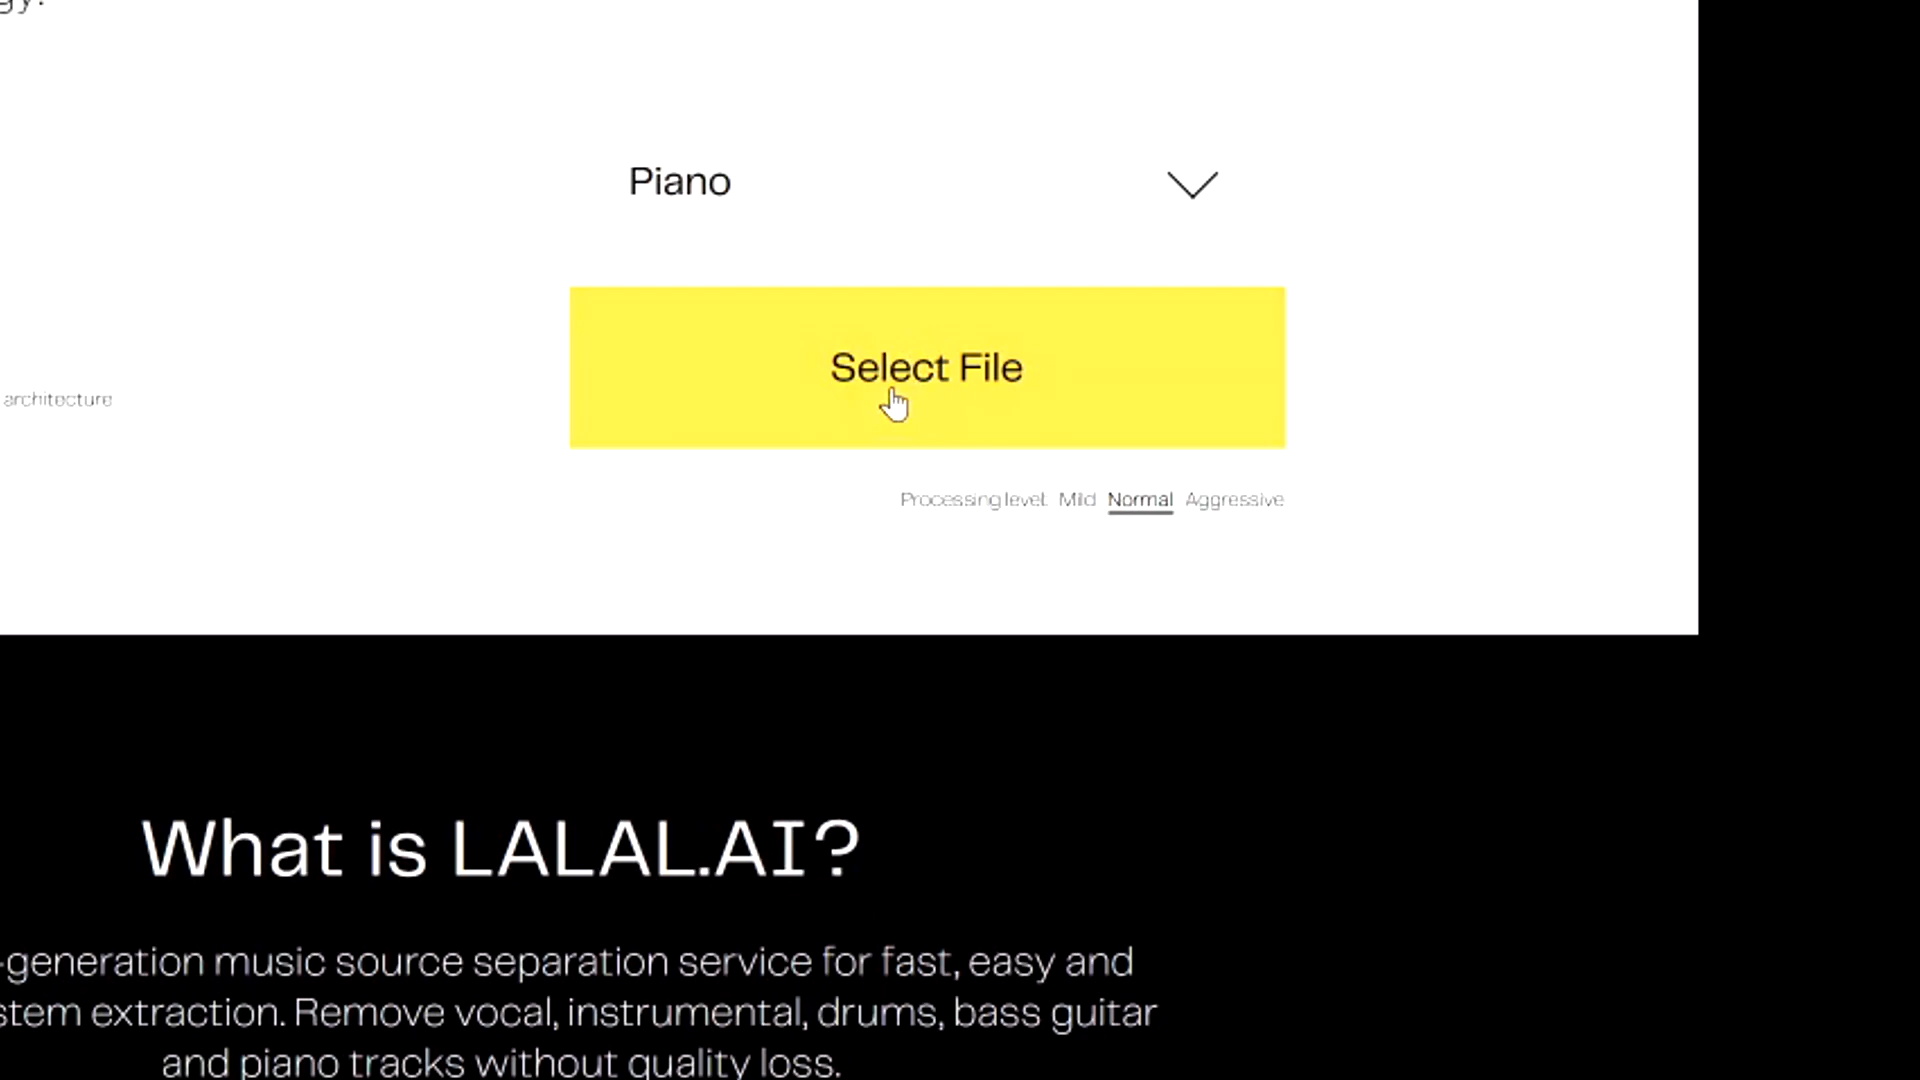 gy.
Piano
Select File
architecture
Processing level: Mild Normal Aggressive
What is LALAL.AI?
-generation music source separation service for fast, easy and
stem extraction. Remove vocal, instrumental, drums, bass guitar
and piano tracks without quality loss.